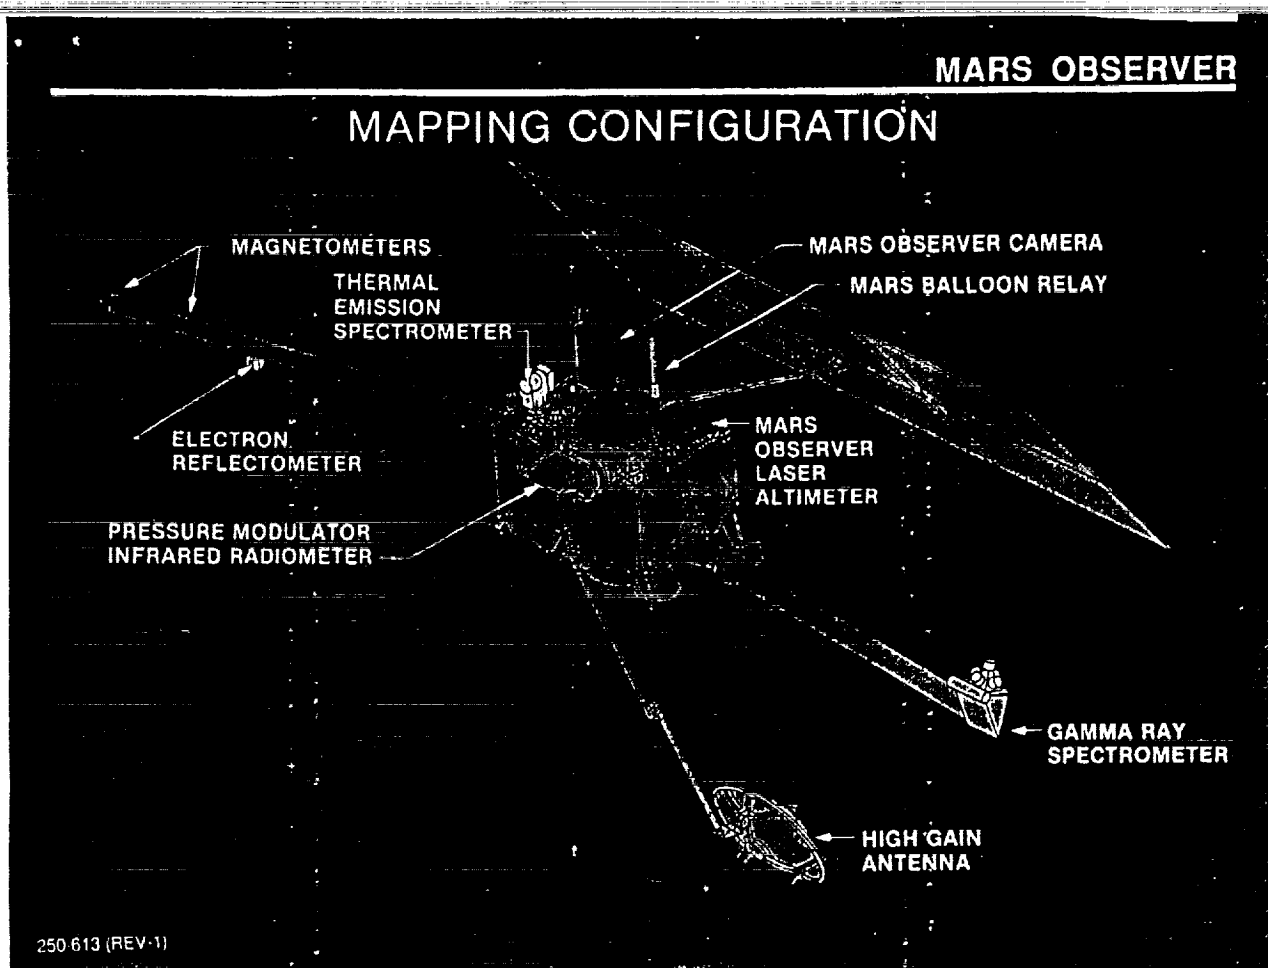 MARS OBSERVER
MAPPING CONFIGURATION
MAGNETOMETERS
THERMAL
EMISSION
SPECTROMETER
MARS OBSERVER CAMERA
MARS BALLOON RELAY
ELECTRON
REFLECTOMETER
MARS
OBSERVER
LASER
ALTIMETER
PRESSURE MODULATOR
INFRARED RADIOMETER
GAMMA RAY
SPECTROMETER
HIGH GAIN
ANTENNA
250-613 (REV-1)